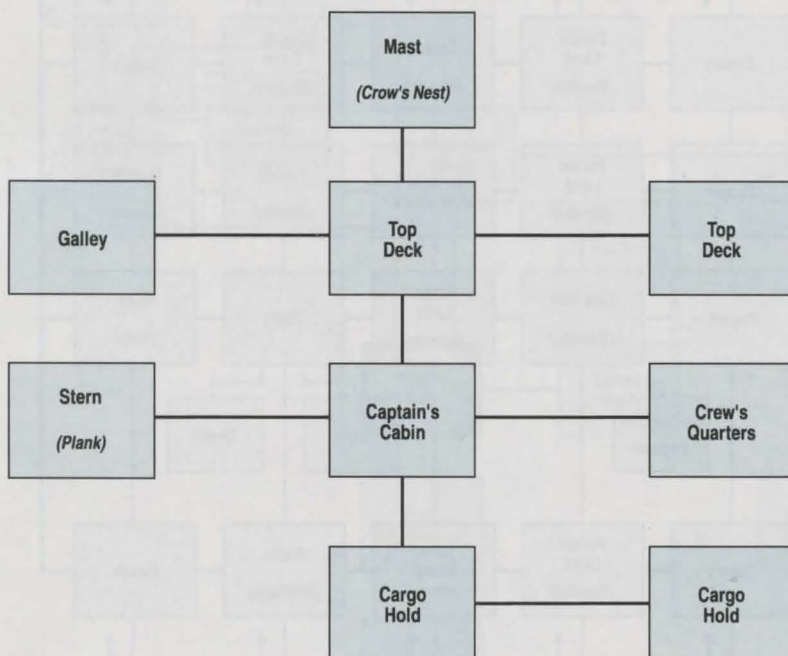 Mast
(Crow's Nest)
Galley
Top
Deck
Top
Deck
Stern
(Plank)
Captain's
Cabin
Crew's
Quarters
Cargo
Hold
Cargo
Hold